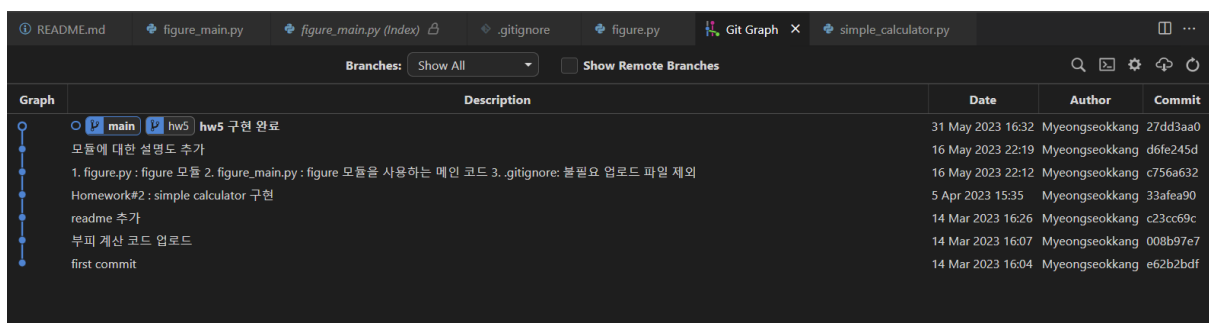 README.md figure_main.py figure_main.py (Index) .gitignore figure.py Git Graph simple_calculator.py
Branches: Show All Show Remote Branches
Graph Description Date Author Commit
main hw5 hw5 구현 완료 31 May 2023 16:32 Myeongseokkang 27dd3aa0
모듈에 대한 설명도 추가 16 May 2023 22:19 Myeongseokkang d6fe245d
1. figure.py : figure 모듈 2. figure_main.py : figure 모듈을 사용하는 메인 코드 3. .gitignore: 불필요 업로드 파일 제외 16 May 2023 22:12 Myeongseokkang c756a632
Homework#2 : simple calculator 구현 5 Apr 2023 15:35 Myeongseokkang 33afea90
readme 추가 14 Mar 2023 16:26 Myeongseokkang c23cc69c
부피 계산 코드 업로드 14 Mar 2023 16:07 Myeongseokkang 008b97e7
first commit 14 Mar 2023 16:04 Myeongseokkang e62b2bdf